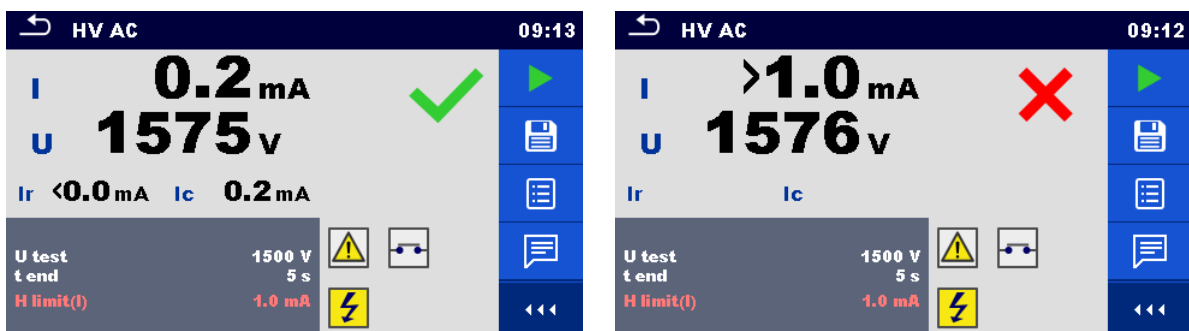 HV AC 09:13
I 0.2 mA
U 1575 V
Ir <0.0 mA Ic 0.2 mA
U test 1500 V
t end 5 s
H limit(I) 1.0 mA
HV AC 09:12
I >1.0 mA
U 1576 V
Ir Ic
U test 1500 V
t end 5 s
H limit(I) 1.0 mA